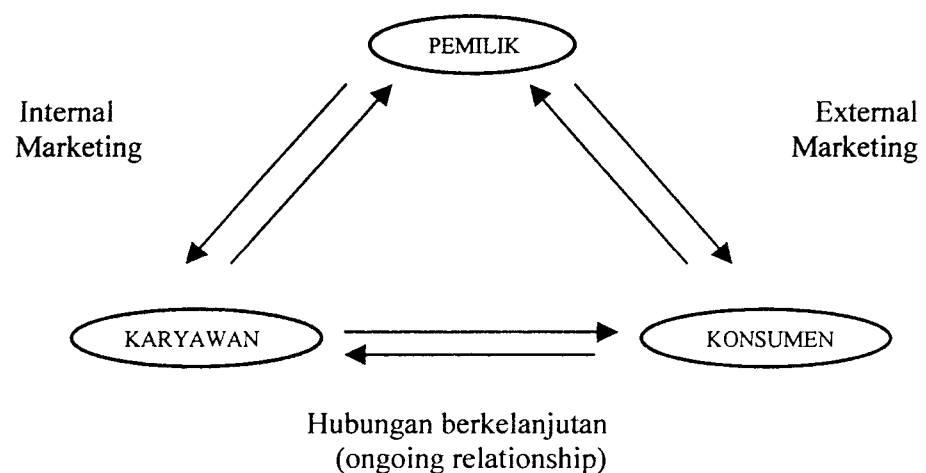 PEMILIK
Internal
Marketing
External
Marketing
KARYAWAN
KONSUMEN
Hubungan berkelanjutan
(ongoing relationship)